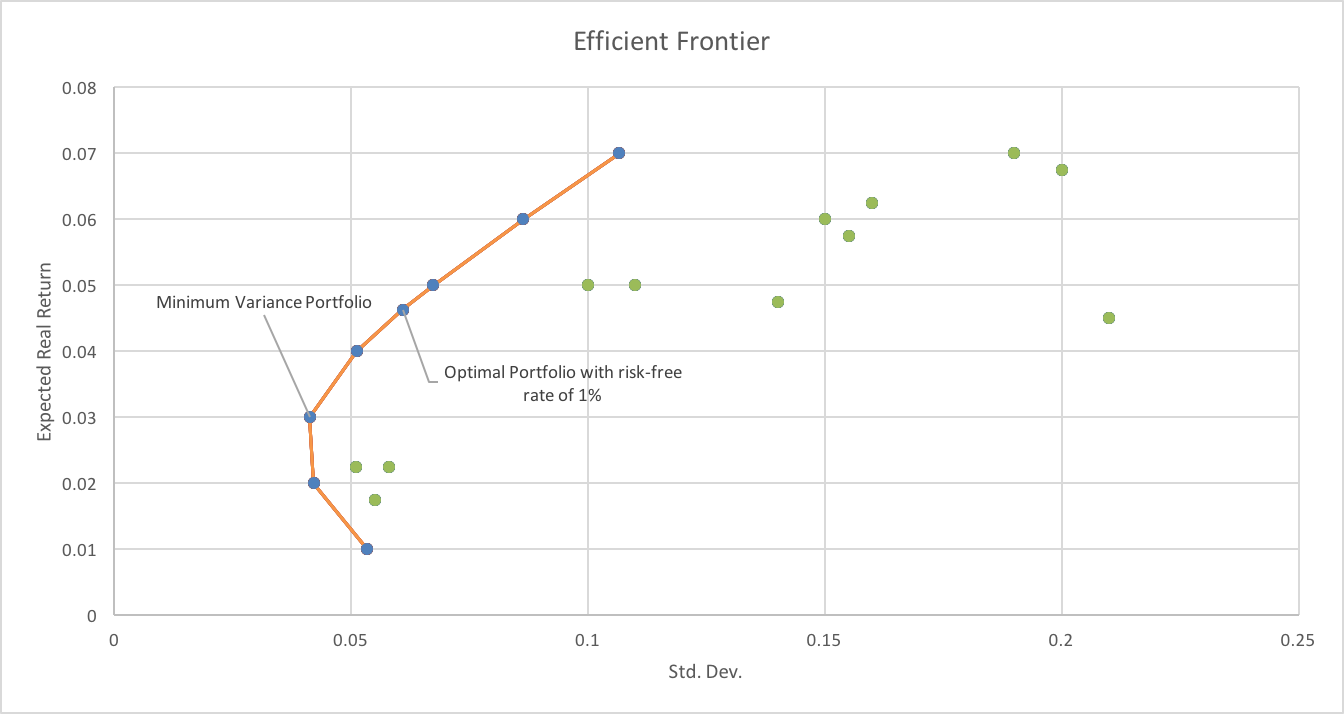 Efficient Frontier
0.08
0.07
0.06
0.05
0.04
0.03
0.02
0.01
0
Expected Real Return
Minimum Variance Portfolio
Optimal Portfolio with risk-free
rate of 1%
0
0.05
0.1
0.15
0.2
0.25
Std. Dev.